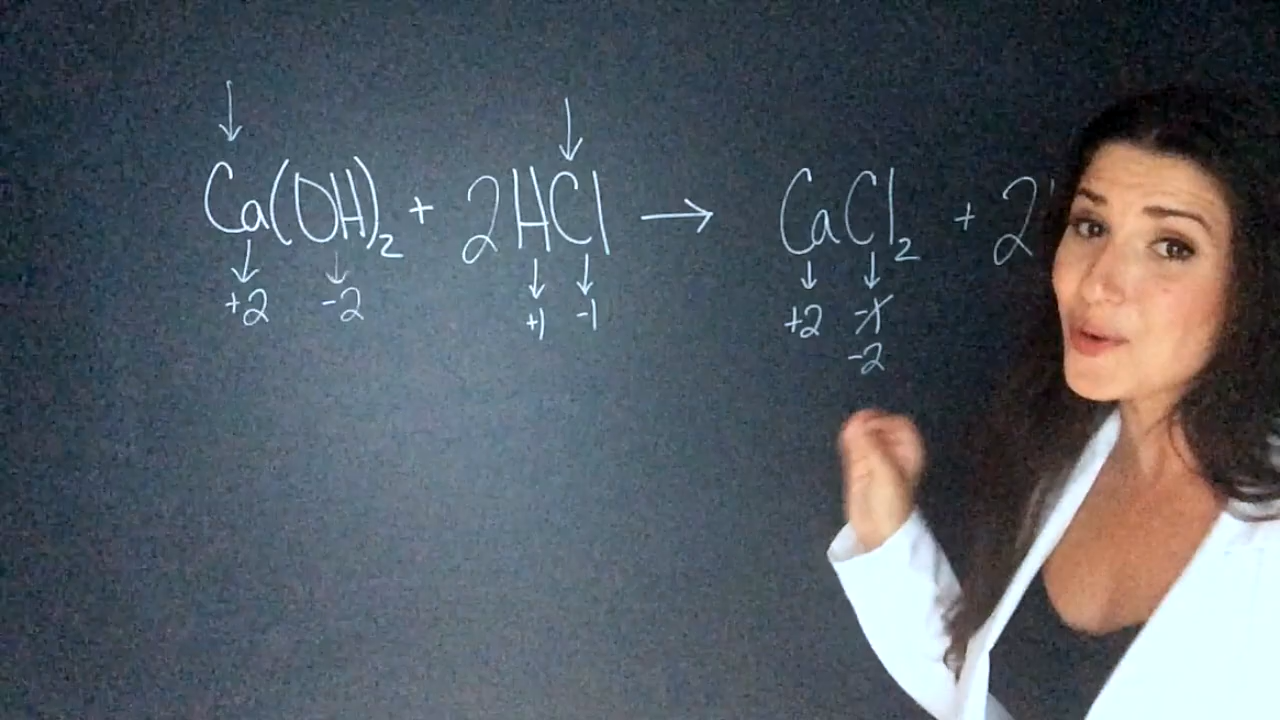 Ca(OH)₂ + 2HCl → CaCl₂ + 2
+2 -2 +1 -1 +2 -1
-2